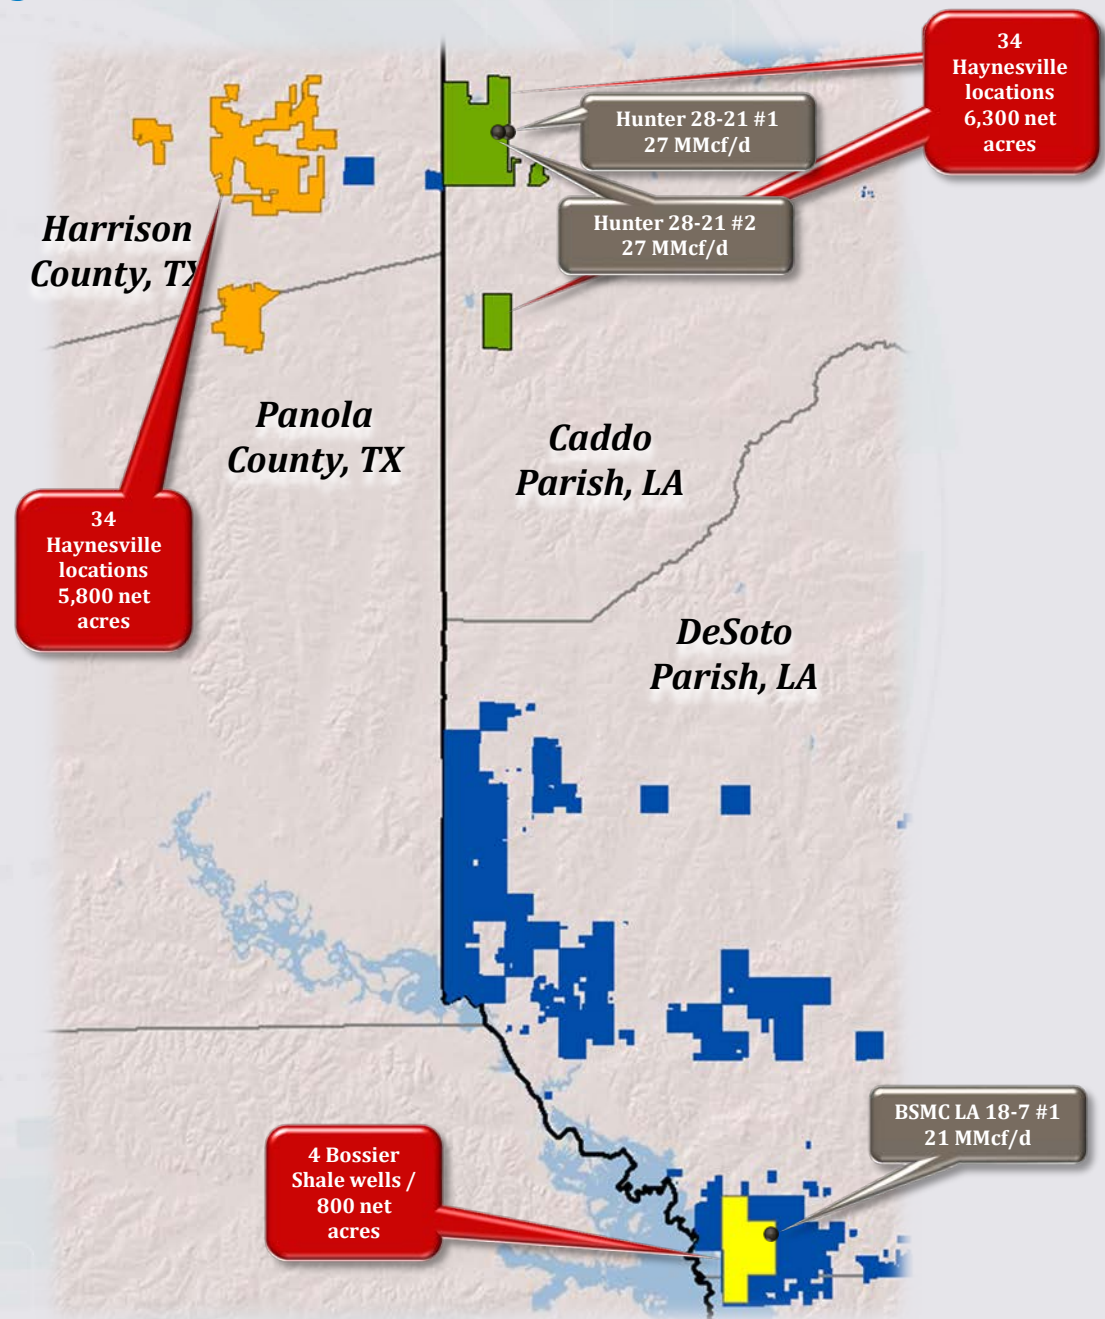 34
Haynesville
locations
6,300 net
acres
Hunter 28-21 #1
27 MMcf/d
Hunter 28-21 #2
27 MMcf/d
Harrison
County, TX
Panola
County, TX
Caddo
Parish, LA
34
Haynesville
locations
5,800 net
acres
DeSoto
Parish, LA
BSMC LA 18-7 #1
21 MMcf/d
4 Bossier
Shale wells /
800 net
acres